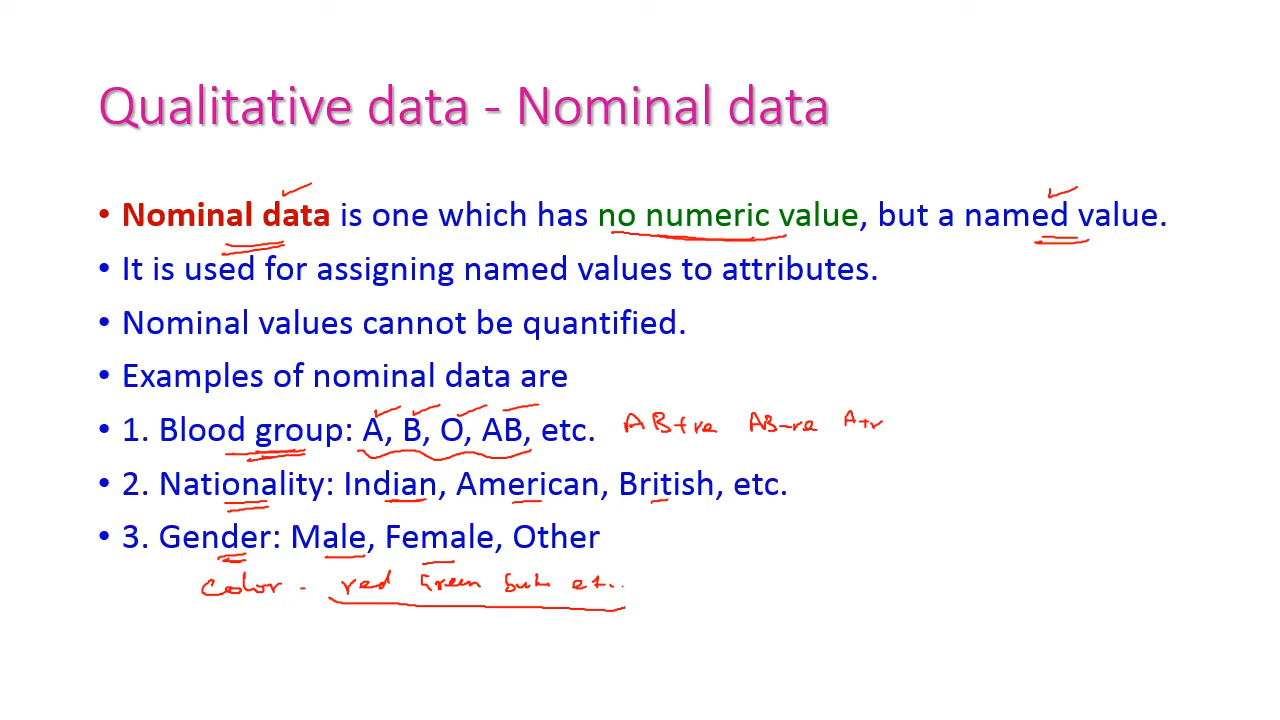 Qualitative data - Nominal data
• Nominal data is one which has no numeric value, but a named value.
• It is used for assigning named values to attributes.
• Nominal values cannot be quantified.
• Examples of nominal data are
• 1. Blood group: A, B, O, AB, etc. AB+ve AB-ve A+v
• 2. Nationality: Indian, American, British, etc.
• 3. Gender: Male, Female, Other
Color - red Green et..